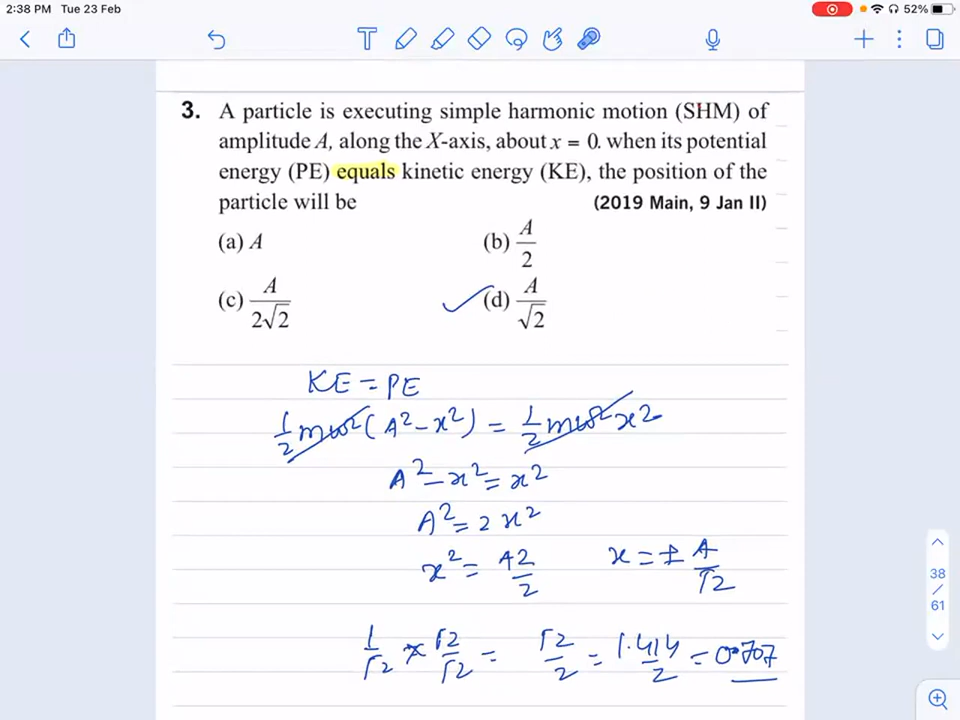 2:38 PM Tue 23 Feb
52%
3. A particle is executing simple harmonic motion (SHM) of
amplitude A, along the X-axis, about x = 0. when its potential
energy (PE) equals kinetic energy (KE), the position of the
particle will be (2019 Main, 9 Jan II)
(a) A (b) A/2
(c) A/2√2 (d) A/√2
KE = PE
1/2 mω²(A² - x²) = 1/2 mω² x²
A² - x² = x²
A² = 2x²
x² = A²/2 x = ± A/√2
1/√2 × √2/√2 = √2/2 = 1.414/2 = 0.707
38
/
61